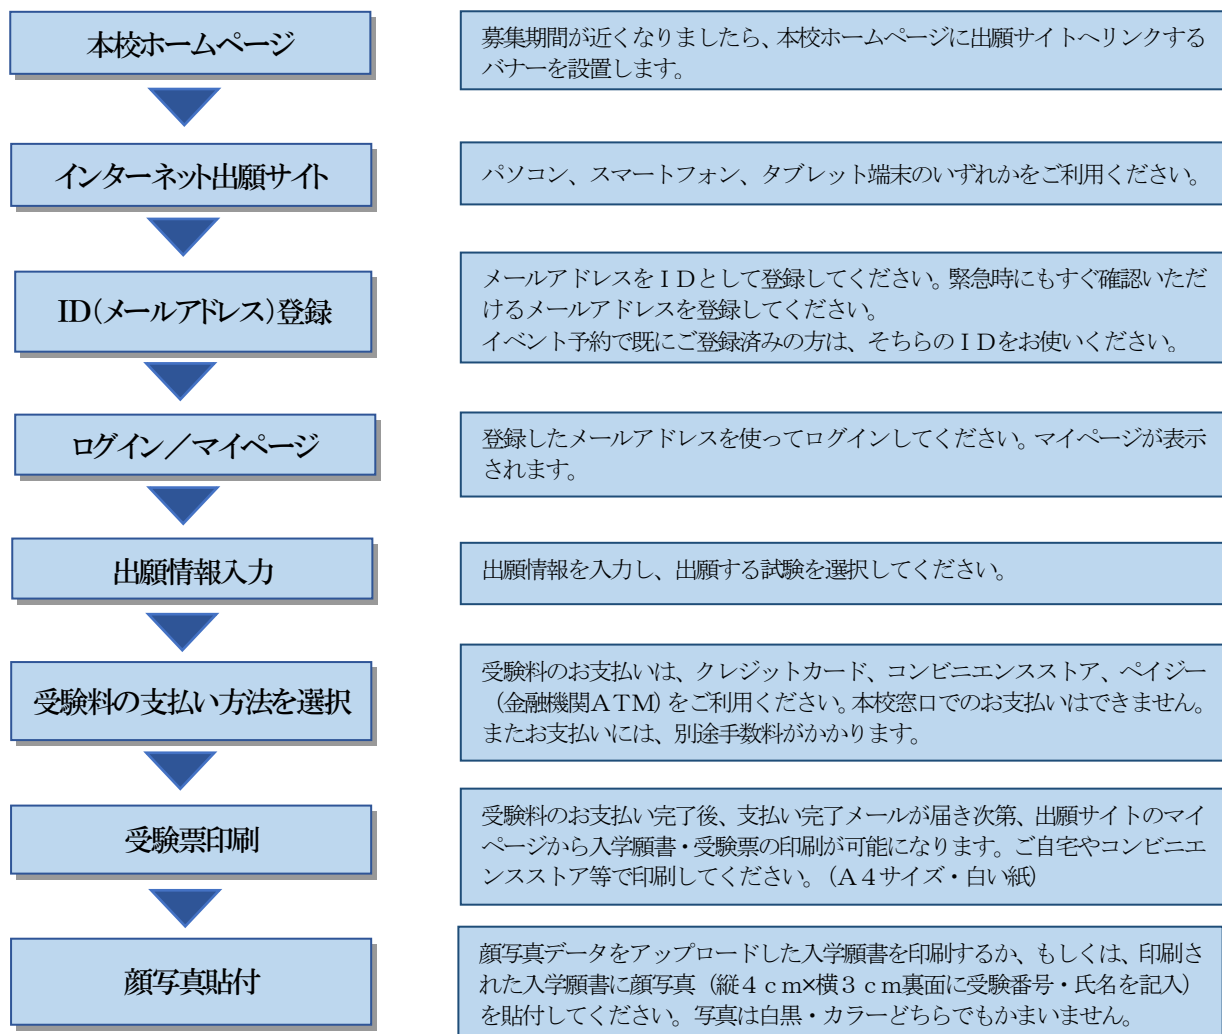 本校ホームページ
募集期間が近くなりましたら、本校ホームページに出願サイトへリンクする
バナーを設置します。
インターネット出願サイト
パソコン、スマートフォン、タブレット端末のいずれかをご利用ください。
ID(メールアドレス)登録
メールアドレスをＩＤとして登録してください。緊急時にもすぐ確認いただ
けるメールアドレスを登録してください。
イベント予約で既にご登録済みの方は、そちらのＩＤをお使いください。
ログイン／マイページ
登録したメールアドレスを使ってログインしてください。マイページが表示
されます。
出願情報入力
出願情報を入力し、出願する試験を選択してください。
受験料の支払い方法を選択
受験料のお支払いは、クレジットカード、コンビニエンスストア、ペイジー
（金融機関ＡＴＭ）をご利用ください。本校窓口でのお支払いはできません。
またお支払いには、別途手数料がかかります。
受験票印刷
受験料のお支払い完了後、支払い完了メールが届き次第、出願サイトのマイ
ページから入学願書・受験票の印刷が可能になります。ご自宅やコンビニエ
ンスストア等で印刷してください。（Ａ４サイズ・白い紙）
顔写真貼付
顔写真データをアップロードした入学願書を印刷するか、もしくは、印刷さ
れた入学願書に顔写真（縦４ｃｍ×横３ｃｍ裏面に受験番号・氏名を記入）
を貼付してください。写真は白黒・カラーどちらでもかまいません。